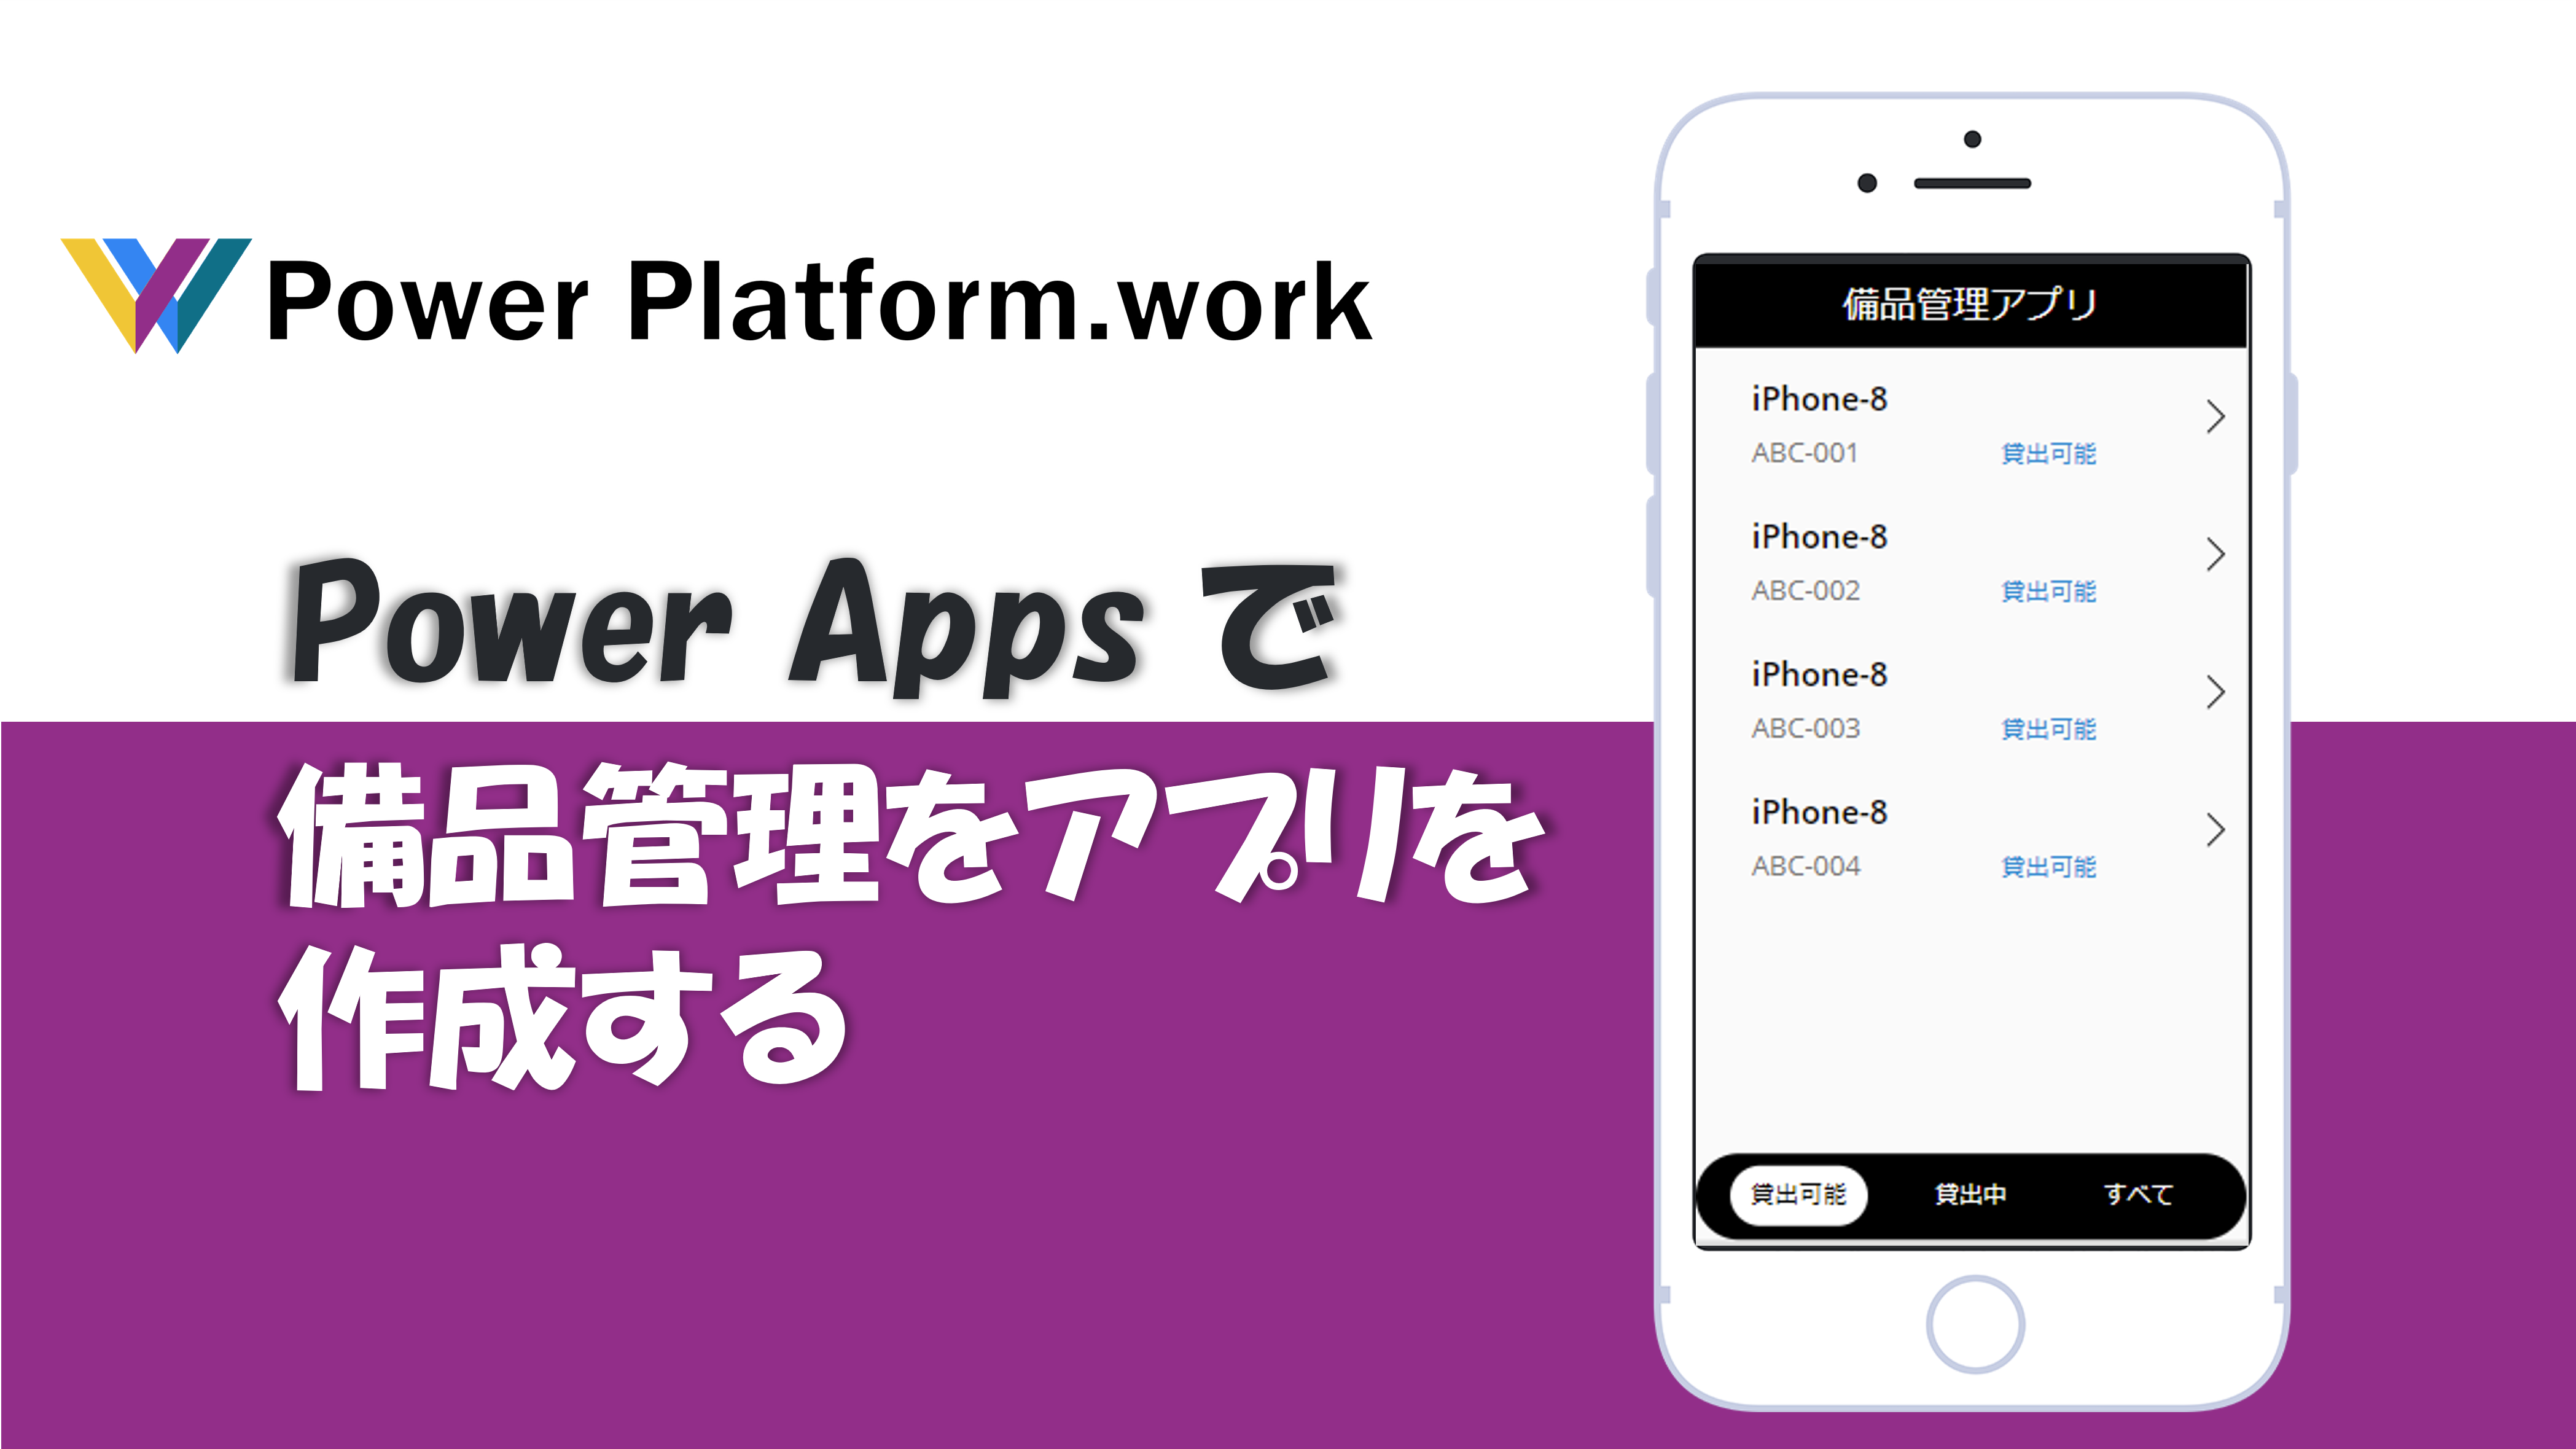 Power Platform.work
Power Apps で
備品管理をアプリを
作成する
備品管理アプリ
iPhone-8
ABC-001 貸出可能
iPhone-8
ABC-002 貸出可能
iPhone-8
ABC-003 貸出可能
iPhone-8
ABC-004 貸出可能
貸出可能 貸出中 すべて